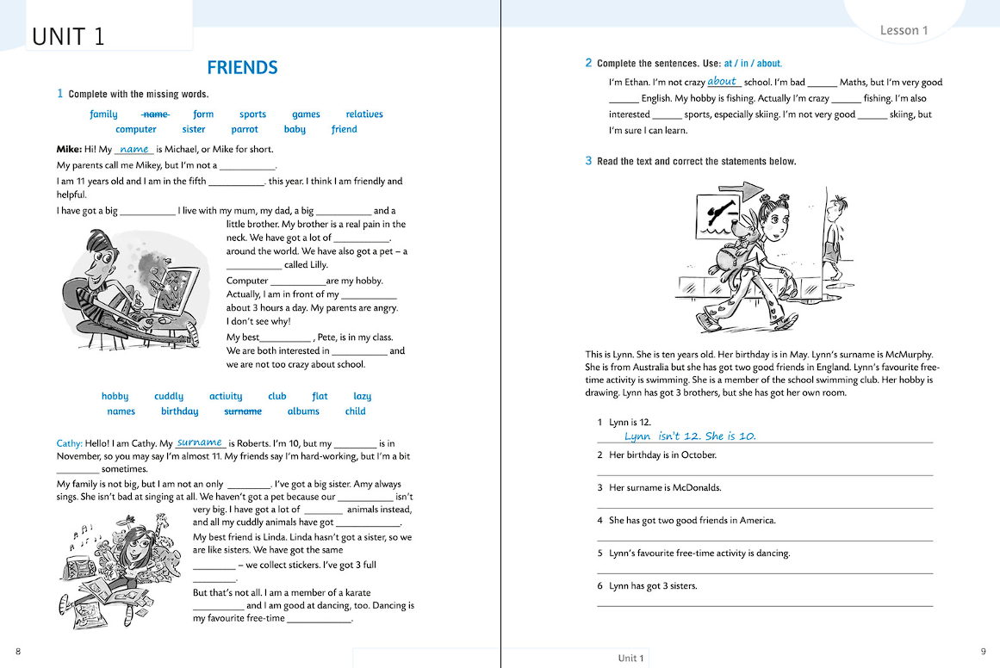 UNIT 1
FRIENDS
1 Complete with the missing words.
family name form sports games relatives
computer sister parrot baby friend
Mike: Hi! My name is Michael, or Mike for short.
My parents call me Mikey, but I'm not a ____________.
I am 11 years old and I am in the fifth ____________. this year. I think I am friendly and
helpful.
I have got a big ____________ I live with my mum, my dad, a big ____________ and a
little brother. My brother is a real pain in the
neck. We have got a lot of ____________.
around the world. We have also got a pet – a
____________ called Lilly.
Computer ____________are my hobby.
Actually, I am in front of my ____________
about 3 hours a day. My parents are angry.
I don't see why!
My best___________ , Pete, is in my class.
We are both interested in ____________ and
we are not too crazy about school.
hobby cuddly activity club flat lazy
names birthday surname albums child
Cathy: Hello! I am Cathy. My surname is Roberts. I'm 10, but my _________ is in
November, so you may say I'm almost 11. My friends say I'm hard-working, but I'm a bit
_________ sometimes.
My family is not big, but I am not an only _________. I've got a big sister. Amy always
sings. She isn't bad at singing at all. We haven't got a pet because our ____________ isn't
very big. I have got a lot of ________ animals instead,
and all my cuddly animals have got ______________.
My best friend is Linda. Linda hasn't got a sister, so we
are like sisters. We have got the same
_________ – we collect stickers. I've got 3 full
_________.
But that's not all. I am a member of a karate
___________ and I am good at dancing, too. Dancing is
my favourite free-time ______________.
8
Lesson 1
2 Complete the sentences. Use: at / in / about.
I'm Ethan. I'm not crazy about school. I'm bad ______ Maths, but I'm very good
______ English. My hobby is fishing. Actually I'm crazy ______ fishing. I'm also
interested ______ sports, especially skiing. I'm not very good ______ skiing, but
I'm sure I can learn.
3 Read the text and correct the statements below.
This is Lynn. She is ten years old. Her birthday is in May. Lynn's surname is McMurphy.
She is from Australia but she has got two good friends in England. Lynn's favourite free-
time activity is swimming. She is a member of the school swimming club. Her hobby is
drawing. Lynn has got 3 brothers, but she has got her own room.
1 Lynn is 12.
Lynn isn't 12. She is 10.
2 Her birthday is in October.
3 Her surname is McDonalds.
4 She has got two good friends in America.
5 Lynn's favourite free-time activity is dancing.
6 Lynn has got 3 sisters.
Unit 1
9